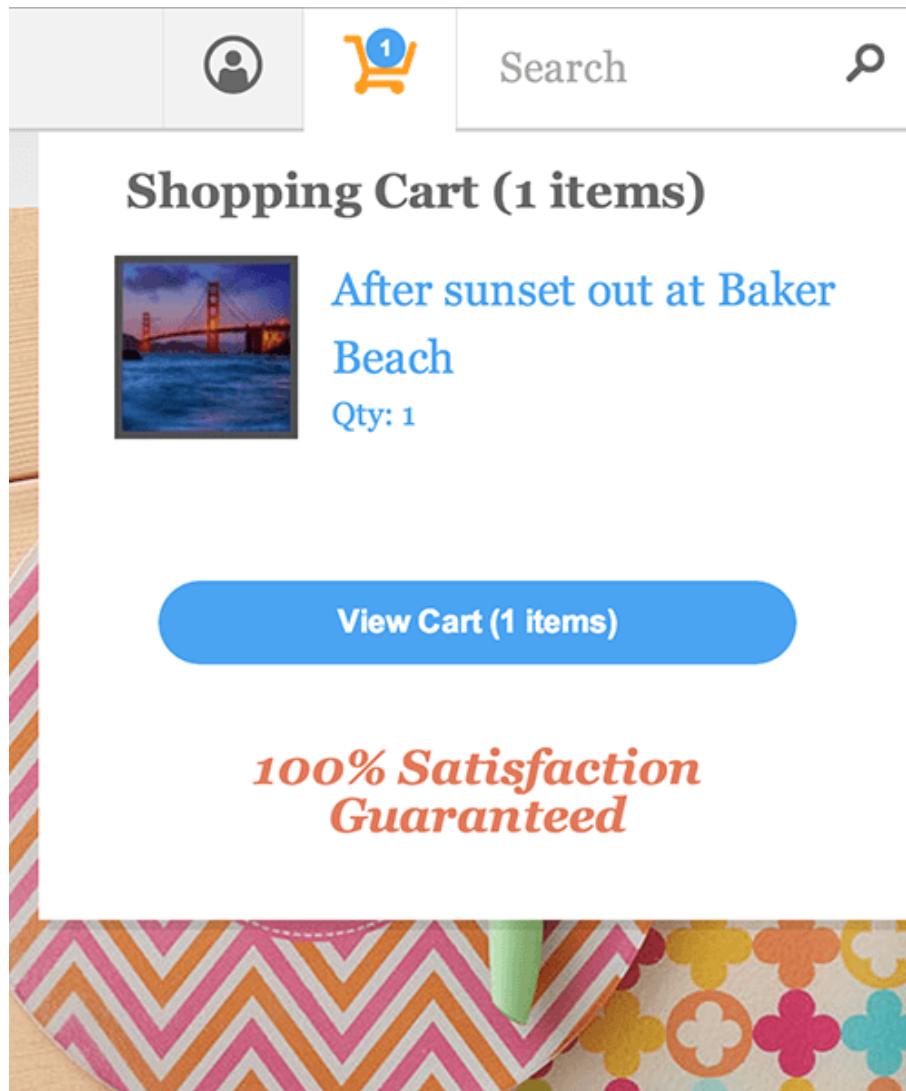 1
Search
Shopping Cart (1 items)
After sunset out at Baker
Beach
Qty: 1
View Cart (1 items)
100% Satisfaction
Guaranteed